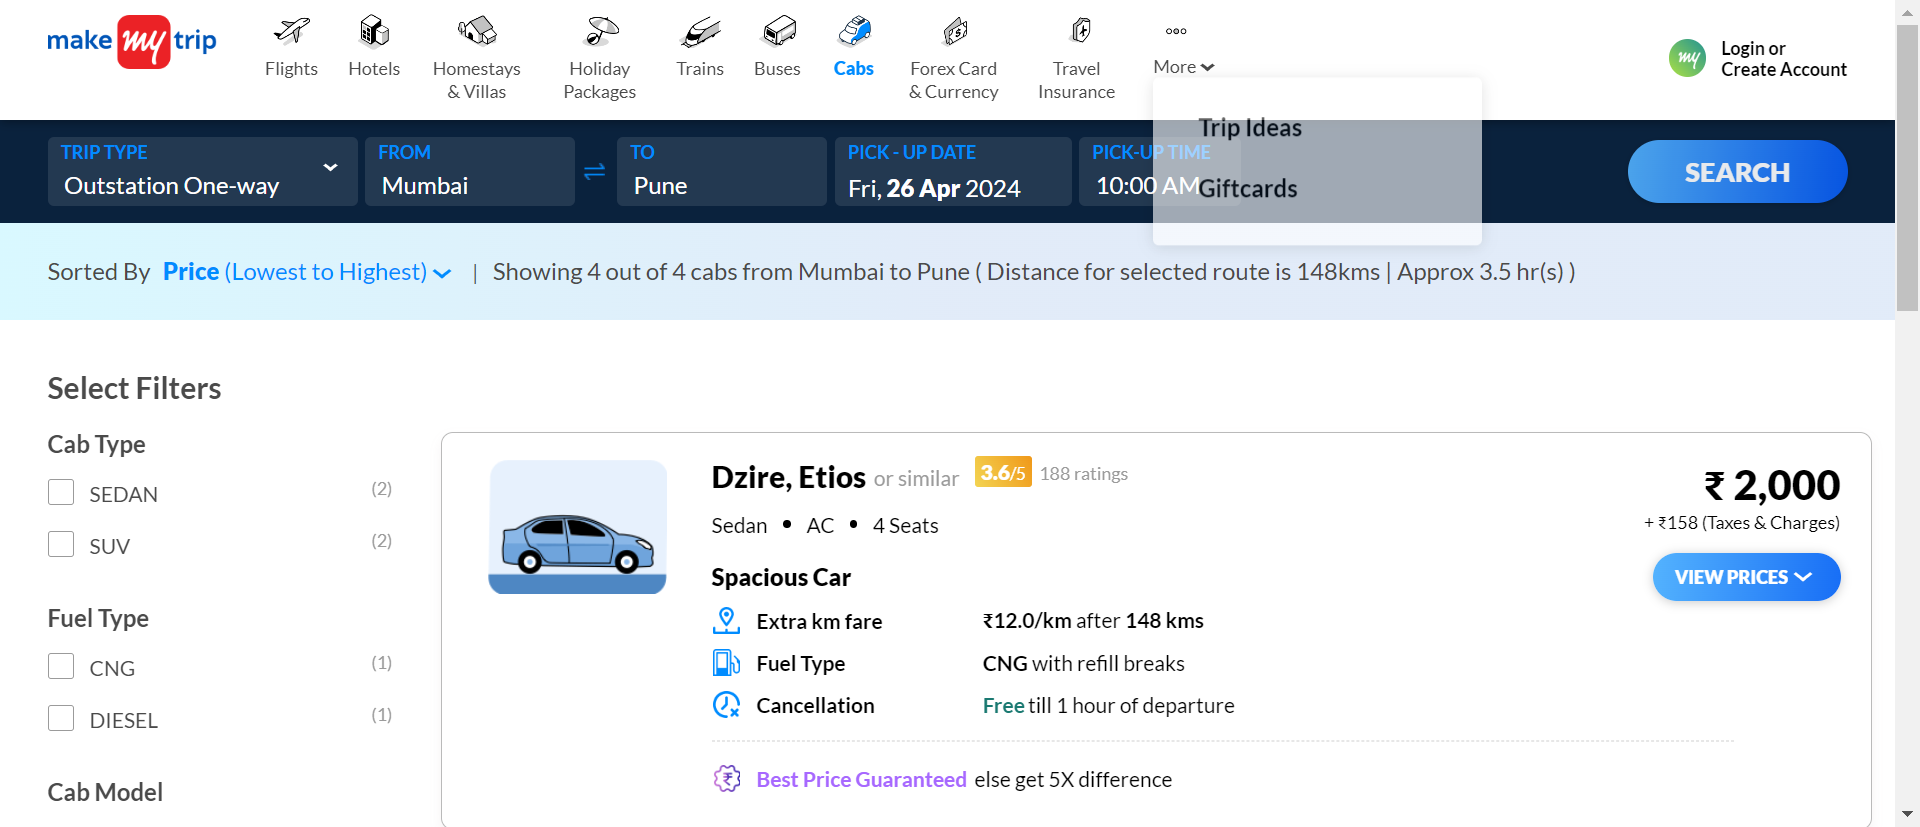 make my trip
Flights
Hotels
Homestays
& Villas
Holiday
Packages
Trains
Buses
Cabs
Forex Card
& Currency
Travel
Insurance
More
my
Login or
Create Account
Trip Ideas
Giftcards
TRIP TYPE
Outstation One-way
FROM
Mumbai
TO
Pune
PICK - UP DATE
Fri, 26 Apr 2024
PICK-UP TIME
10:00 AM
SEARCH
Sorted By Price (Lowest to Highest) | Showing 4 out of 4 cabs from Mumbai to Pune ( Distance for selected route is 148kms | Approx 3.5 hr(s) )
Select Filters
Cab Type
SEDAN (2)
SUV (2)
Fuel Type
CNG (1)
DIESEL (1)
Cab Model
Dzire, Etios or similar 3.6/5 188 ratings
Sedan • AC • 4 Seats
Spacious Car
Extra km fare ₹12.0/km after 148 kms
Fuel Type CNG with refill breaks
Cancellation Free till 1 hour of departure
Best Price Guaranteed else get 5X difference
₹ 2,000
+ ₹158 (Taxes & Charges)
VIEW PRICES